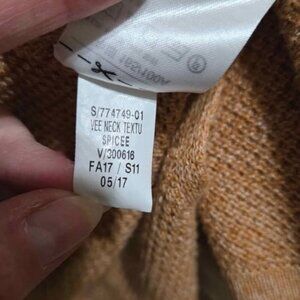 S/774749-01
VEE NECK TEXTU
SPICEE
V/300616
FA17 / S11
05/17